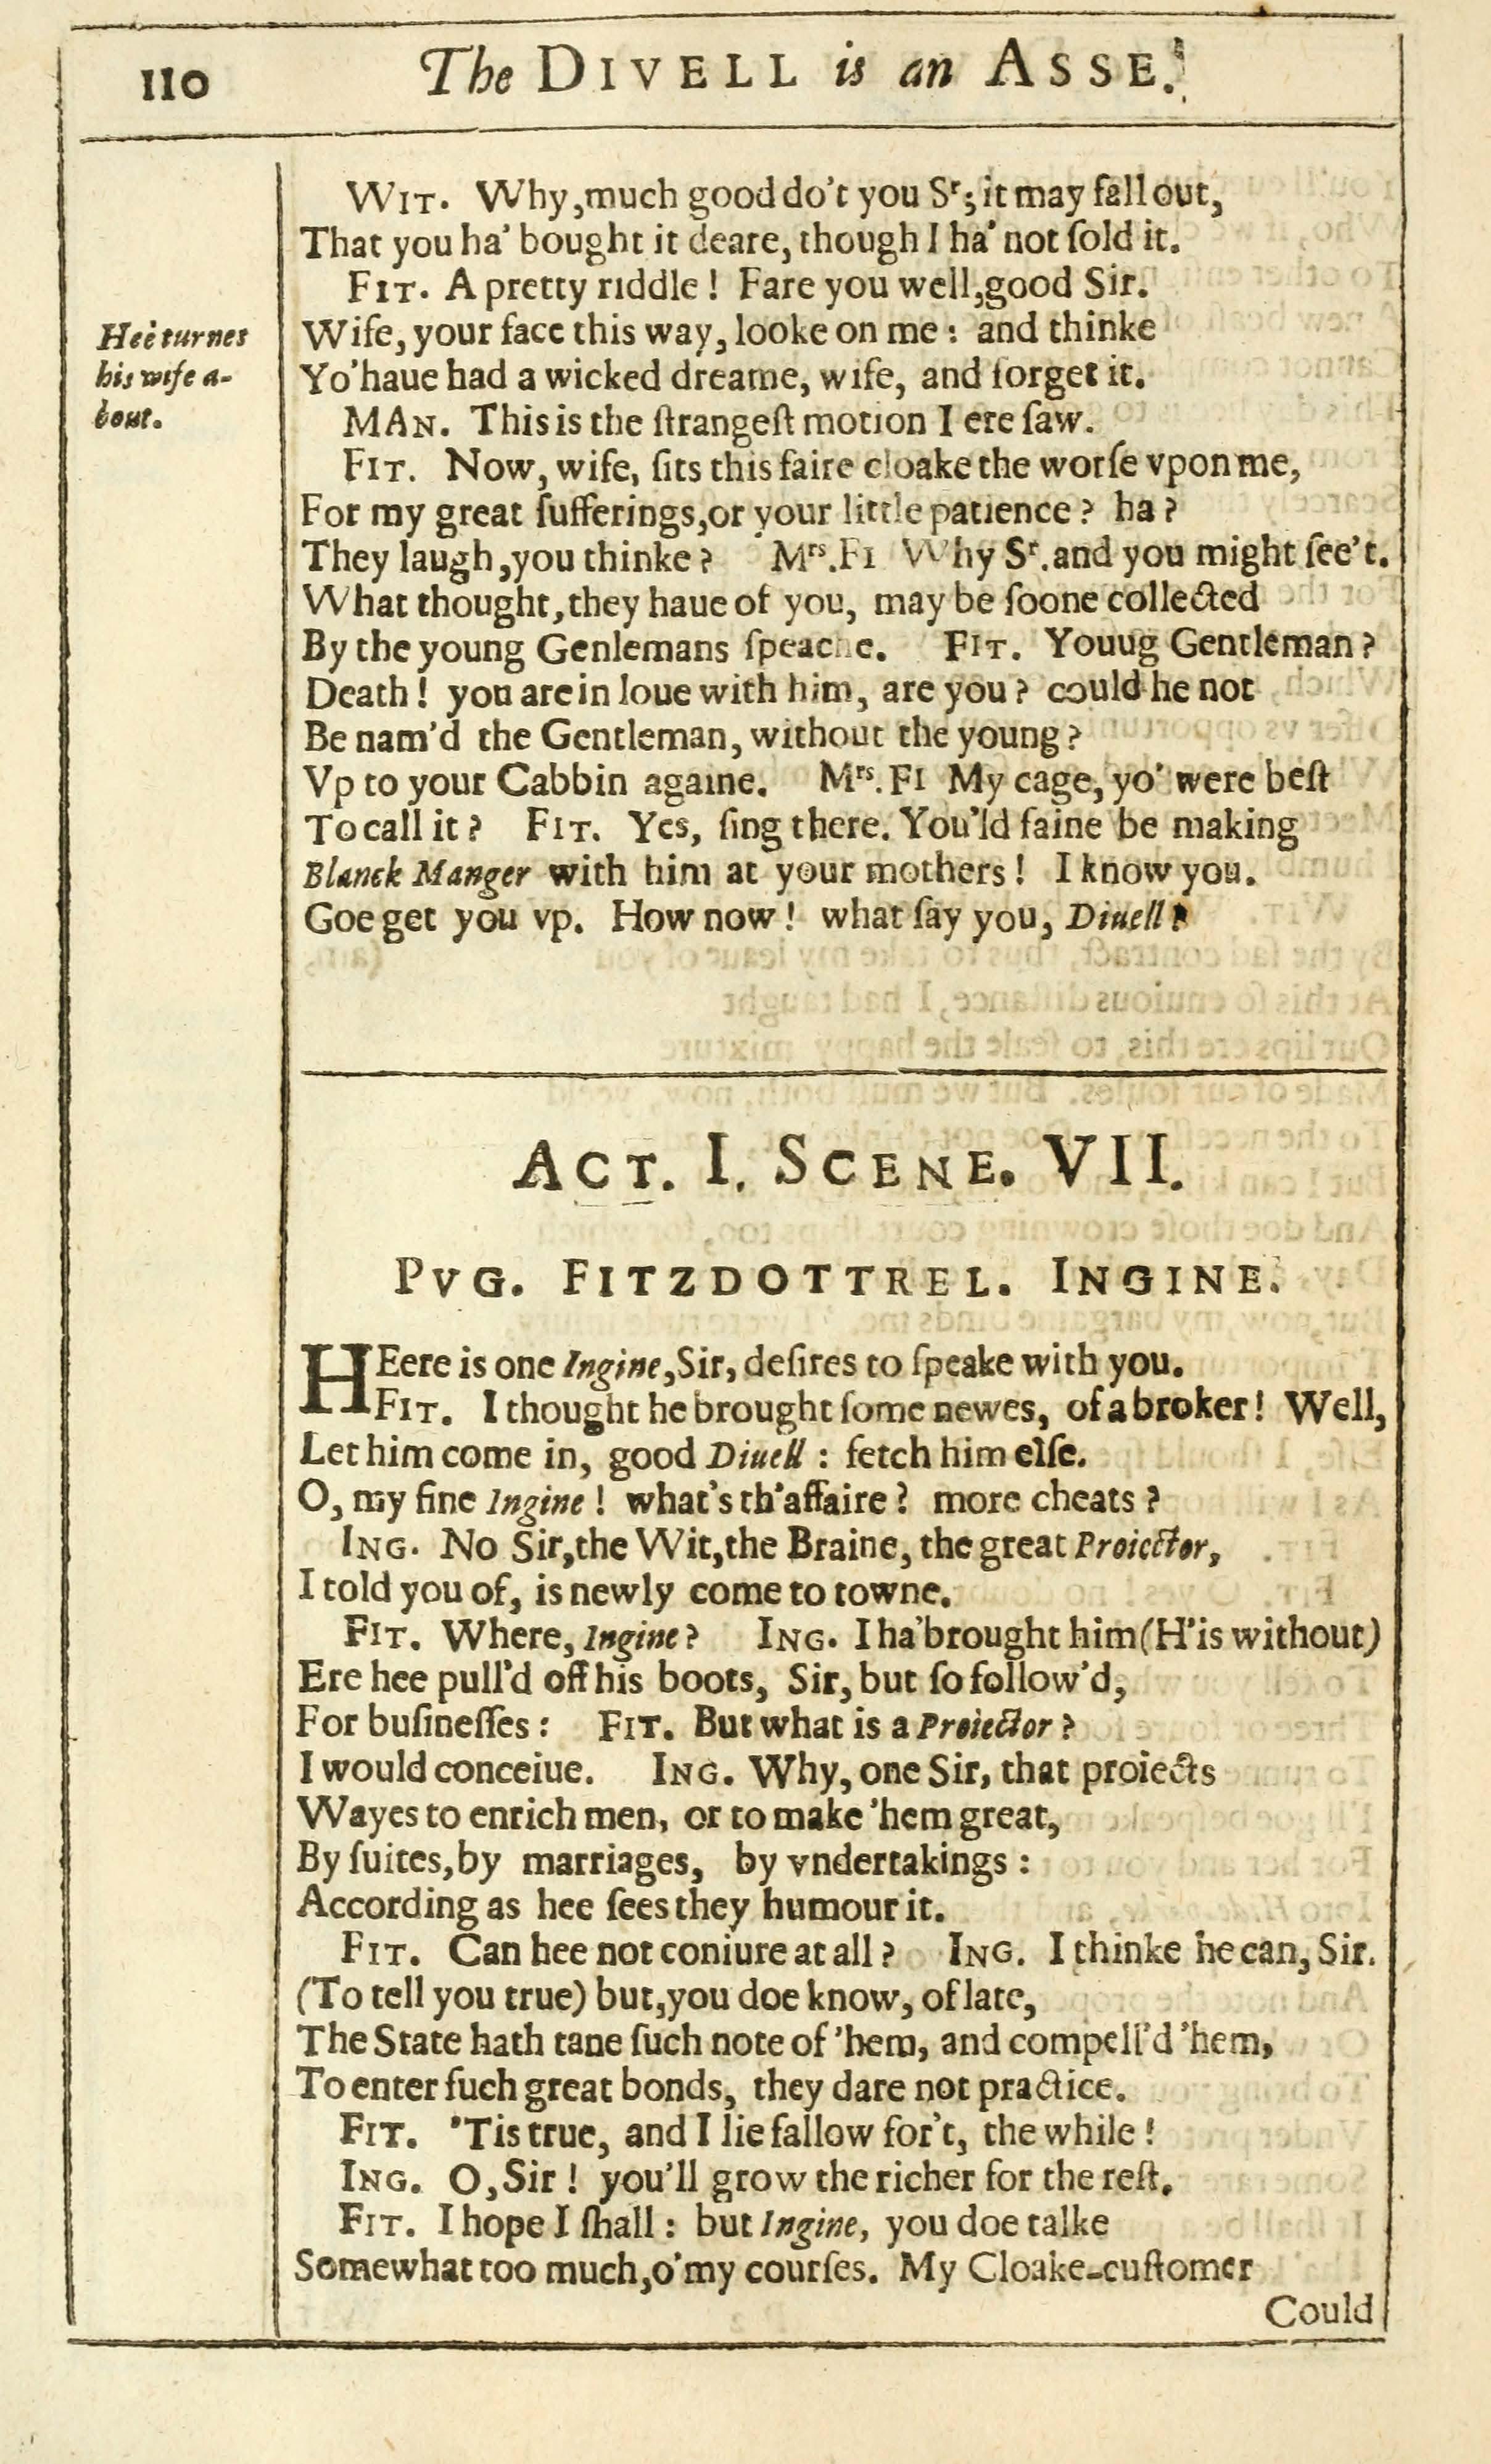 110
The DIVELL is an ASSE.
WIT. Why,much good do't you Sʳ; it may fall out,
That you ha' bought it deare, though I ha' not ſold it.
FIT. A pretty riddle! Fare you well,good Sir.
Wife, your face this way, looke on me: and thinke
Yo'haue had a wicked dreame, wife, and forget it.
Hee turnes
his wife a-
bout.
MAN. This is the ſtrangeſt motion I ere ſaw.
FIT. Now, wife, ſits this faire cloake the worſe vpon me,
For my great ſufferings,or your little patience? ha?
They laugh,you thinke? Mʳˢ.FI Why Sʳ.and you might ſee't.
What thought, they haue of you, may be ſoone collected
By the young Genlemans ſpeache. FIT. Youug Gentleman?
Death! you are in loue with him, are you? could he not
Be nam'd the Gentleman, without the young?
Vp to your Cabbin againe. Mʳˢ.FI My cage, yo' were beſt
To call it? FIT. Yes, ſing there. You'ld faine be making
Blanck Manger with him at your mothers! I know you.
Goe get you vp. How now! what ſay you, Diuell?
ACT. I. SCENE. VII.
PVG. FITZDOTTREL. INGINE.
HEere is one Ingine,Sir, deſires to ſpeake with you.
FIT. I thought he brought ſome newes, of a broker! Well,
Let him come in, good Diuell: fetch him elſe.
O, my fine Ingine! what's th'affaire? more cheats?
ING. No Sir,the Wit,the Braine, the great Proiector,
I told you of, is newly come to towne.
FIT. Where, Ingine? ING. I ha'brought him(H'is without)
Ere hee pull'd off his boots, Sir, but ſo follow'd,
For buſineſſes: FIT. But what is a Proiector?
I would conceiue. ING. Why, one Sir, that proiects
Wayes to enrich men, or to make 'hem great,
By ſuites,by marriages, by vndertakings:
According as hee ſees they humour it.
FIT. Can hee not coniure at all? ING. I thinke he can, Sir.
(To tell you true) but,you doe know, of late,
The State hath tane ſuch note of 'hem, and compell'd 'hem,
To enter ſuch great bonds, they dare not practice.
FIT. 'Tis true, and I lie fallow for't, the while!
ING. O,Sir! you'll grow the richer for the reſt.
FIT. I hope I ſhall: but Ingine, you doe talke
Somewhat too much,o'my courſes. My Cloake-cuſtomer
Could